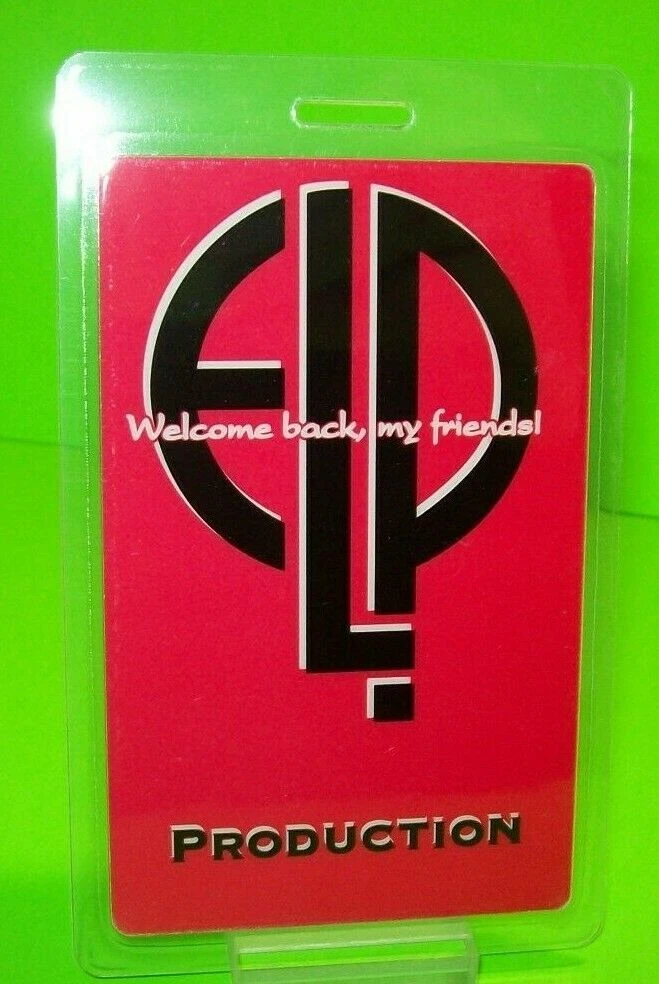 ELP
Welcome back, my friends!
PRODUCTION